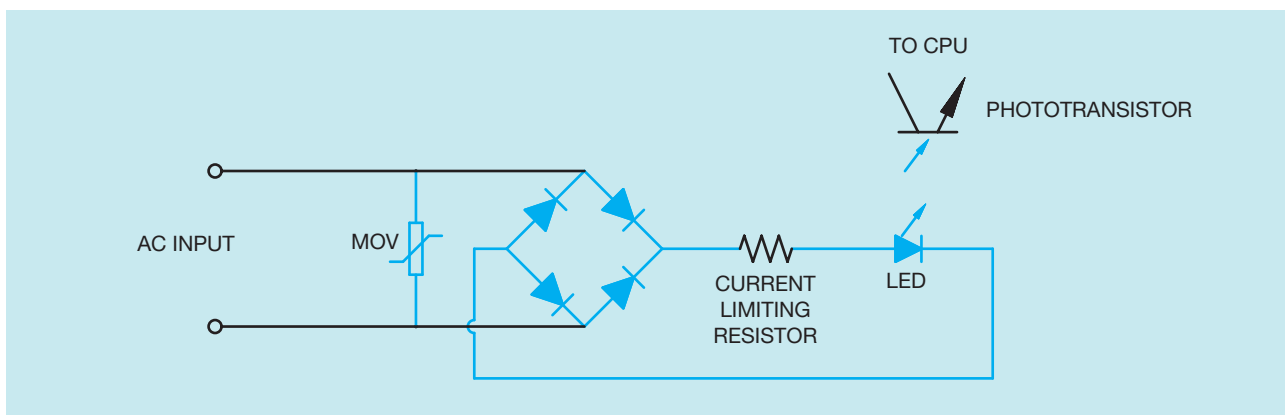 TO CPU
PHOTOTRANSISTOR
AC INPUT
MOV
CURRENT
LIMITING
RESISTOR
LED